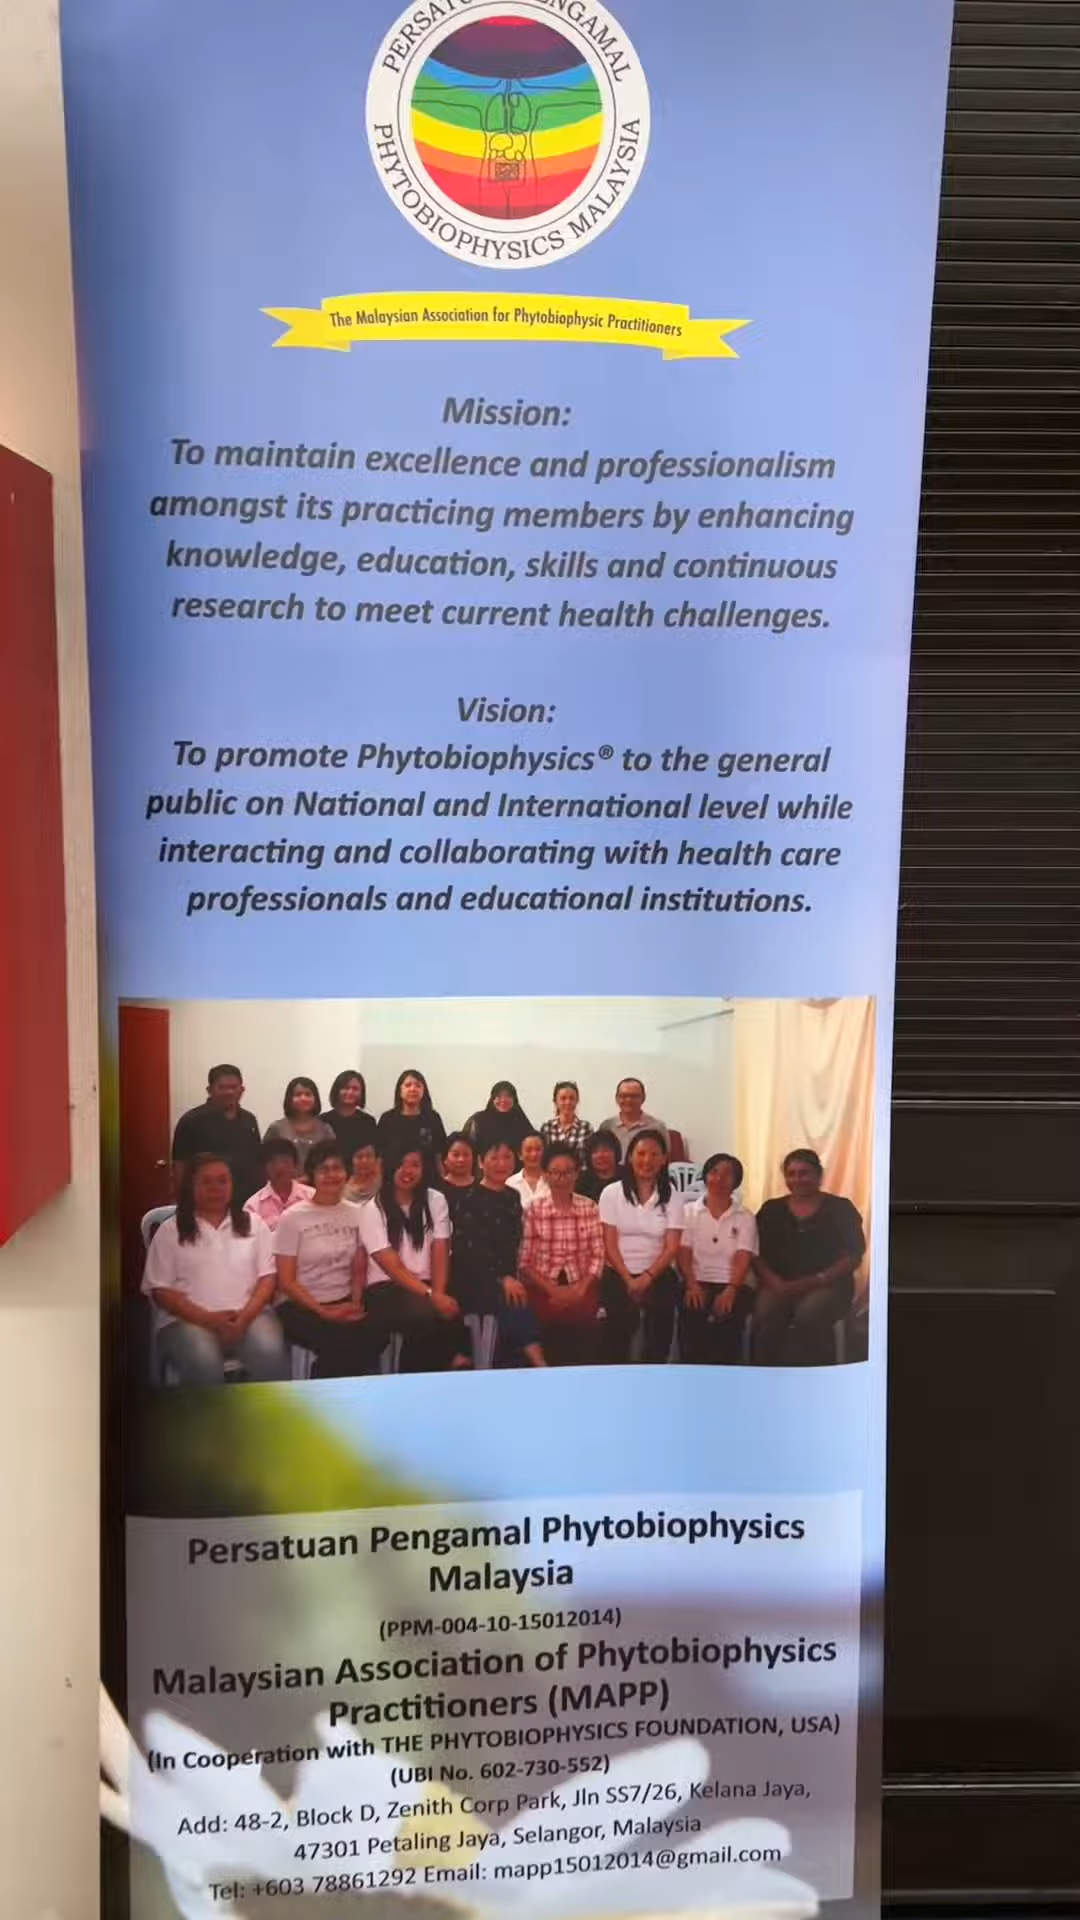 PERSATUAN PENGAMAL
PHYTOBIOPHYSICS MALAYSIA
The Malaysian Association for Phytobiophysic Practitioners
Mission:
To maintain excellence and professionalism
amongst its practicing members by enhancing
knowledge, education, skills and continuous
research to meet current health challenges.
Vision:
To promote Phytobiophysics® to the general
public on National and International level while
interacting and collaborating with health care
professionals and educational institutions.
Persatuan Pengamal Phytobiophysics
Malaysia
(PPM-004-10-15012014)
Malaysian Association of Phytobiophysics
Practitioners (MAPP)
(In Cooperation with THE PHYTOBIOPHYSICS FOUNDATION, USA)
(UBI No. 602-730-552)
Add: 48-2, Block D, Zenith Corp Park, Jln SS7/26, Kelana Jaya,
47301 Petaling Jaya, Selangor, Malaysia
Tel: +603 78861292 Email: mapp15012014@gmail.com